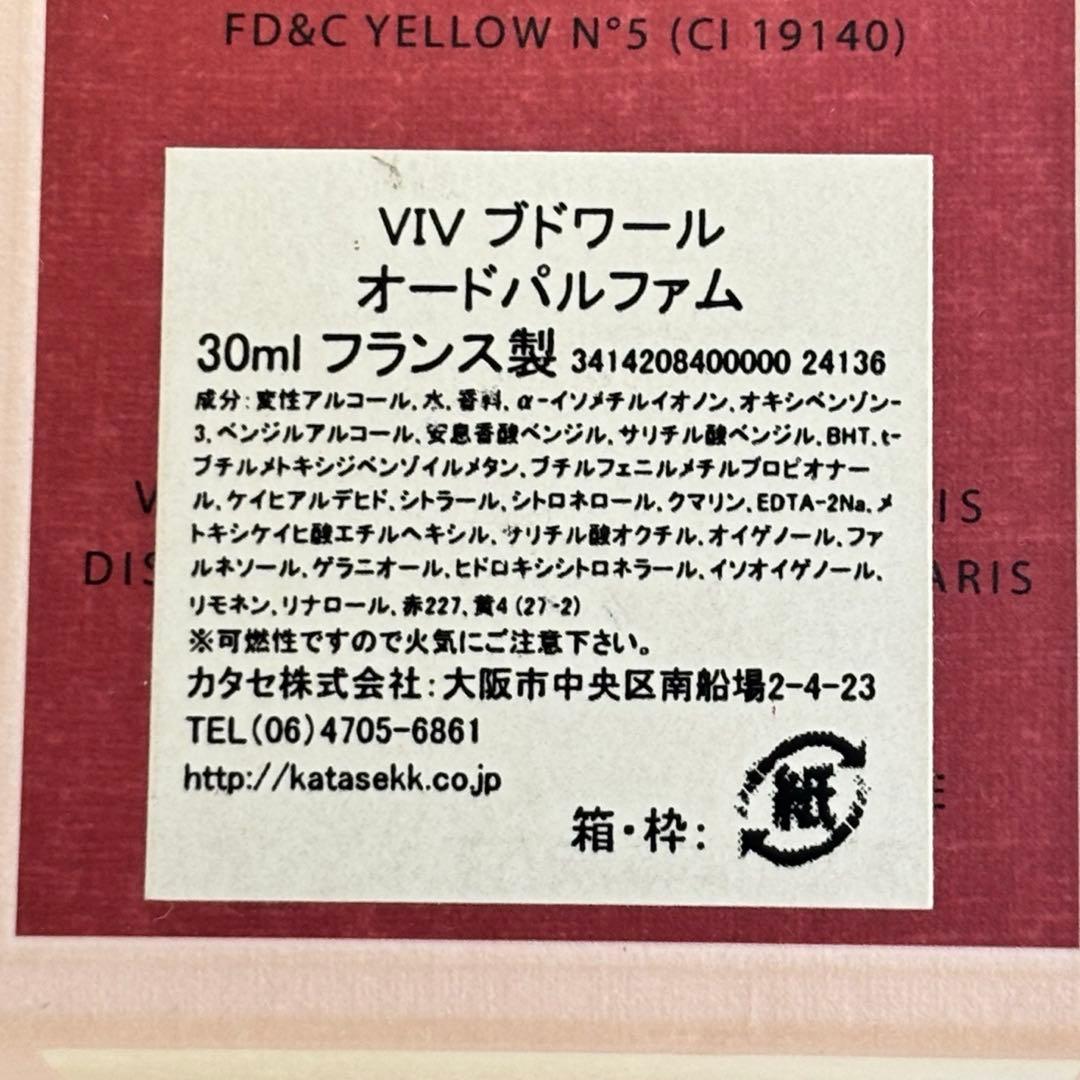 FD&C YELLOW N°5 (CI 19140)
VIV ブドワール
オードパルファム
30ml フランス製 3414208400000 24136
成分:変性アルコール、水、香料、α-イソメチルイオノン、オキシベンゾン-
3、ベンジルアルコール、安息香酸ベンジル、サリチル酸ベンジル、BHT、t-
ブチルメトキシジベンゾイルメタン、ブチルフェニルメチルプロピオナー
ル、ケイヒアルデヒド、シトラール、シトロネロール、クマリン、EDTA-2Na、メ
トキシケイヒ酸エチルヘキシル、サリチル酸オクチル、オイゲノール、ファ
ルネソール、ゲラニオール、ヒドロキシシトロネラール、イソオイゲノール、
リモネン、リナロール、赤227、黄4 (27-2)
※可燃性ですので火気にご注意下さい。
カタセ株式会社:大阪市中央区南船場2-4-23
TEL(06)4705-6861
http://katasekk.co.jp
箱・枠: 紙